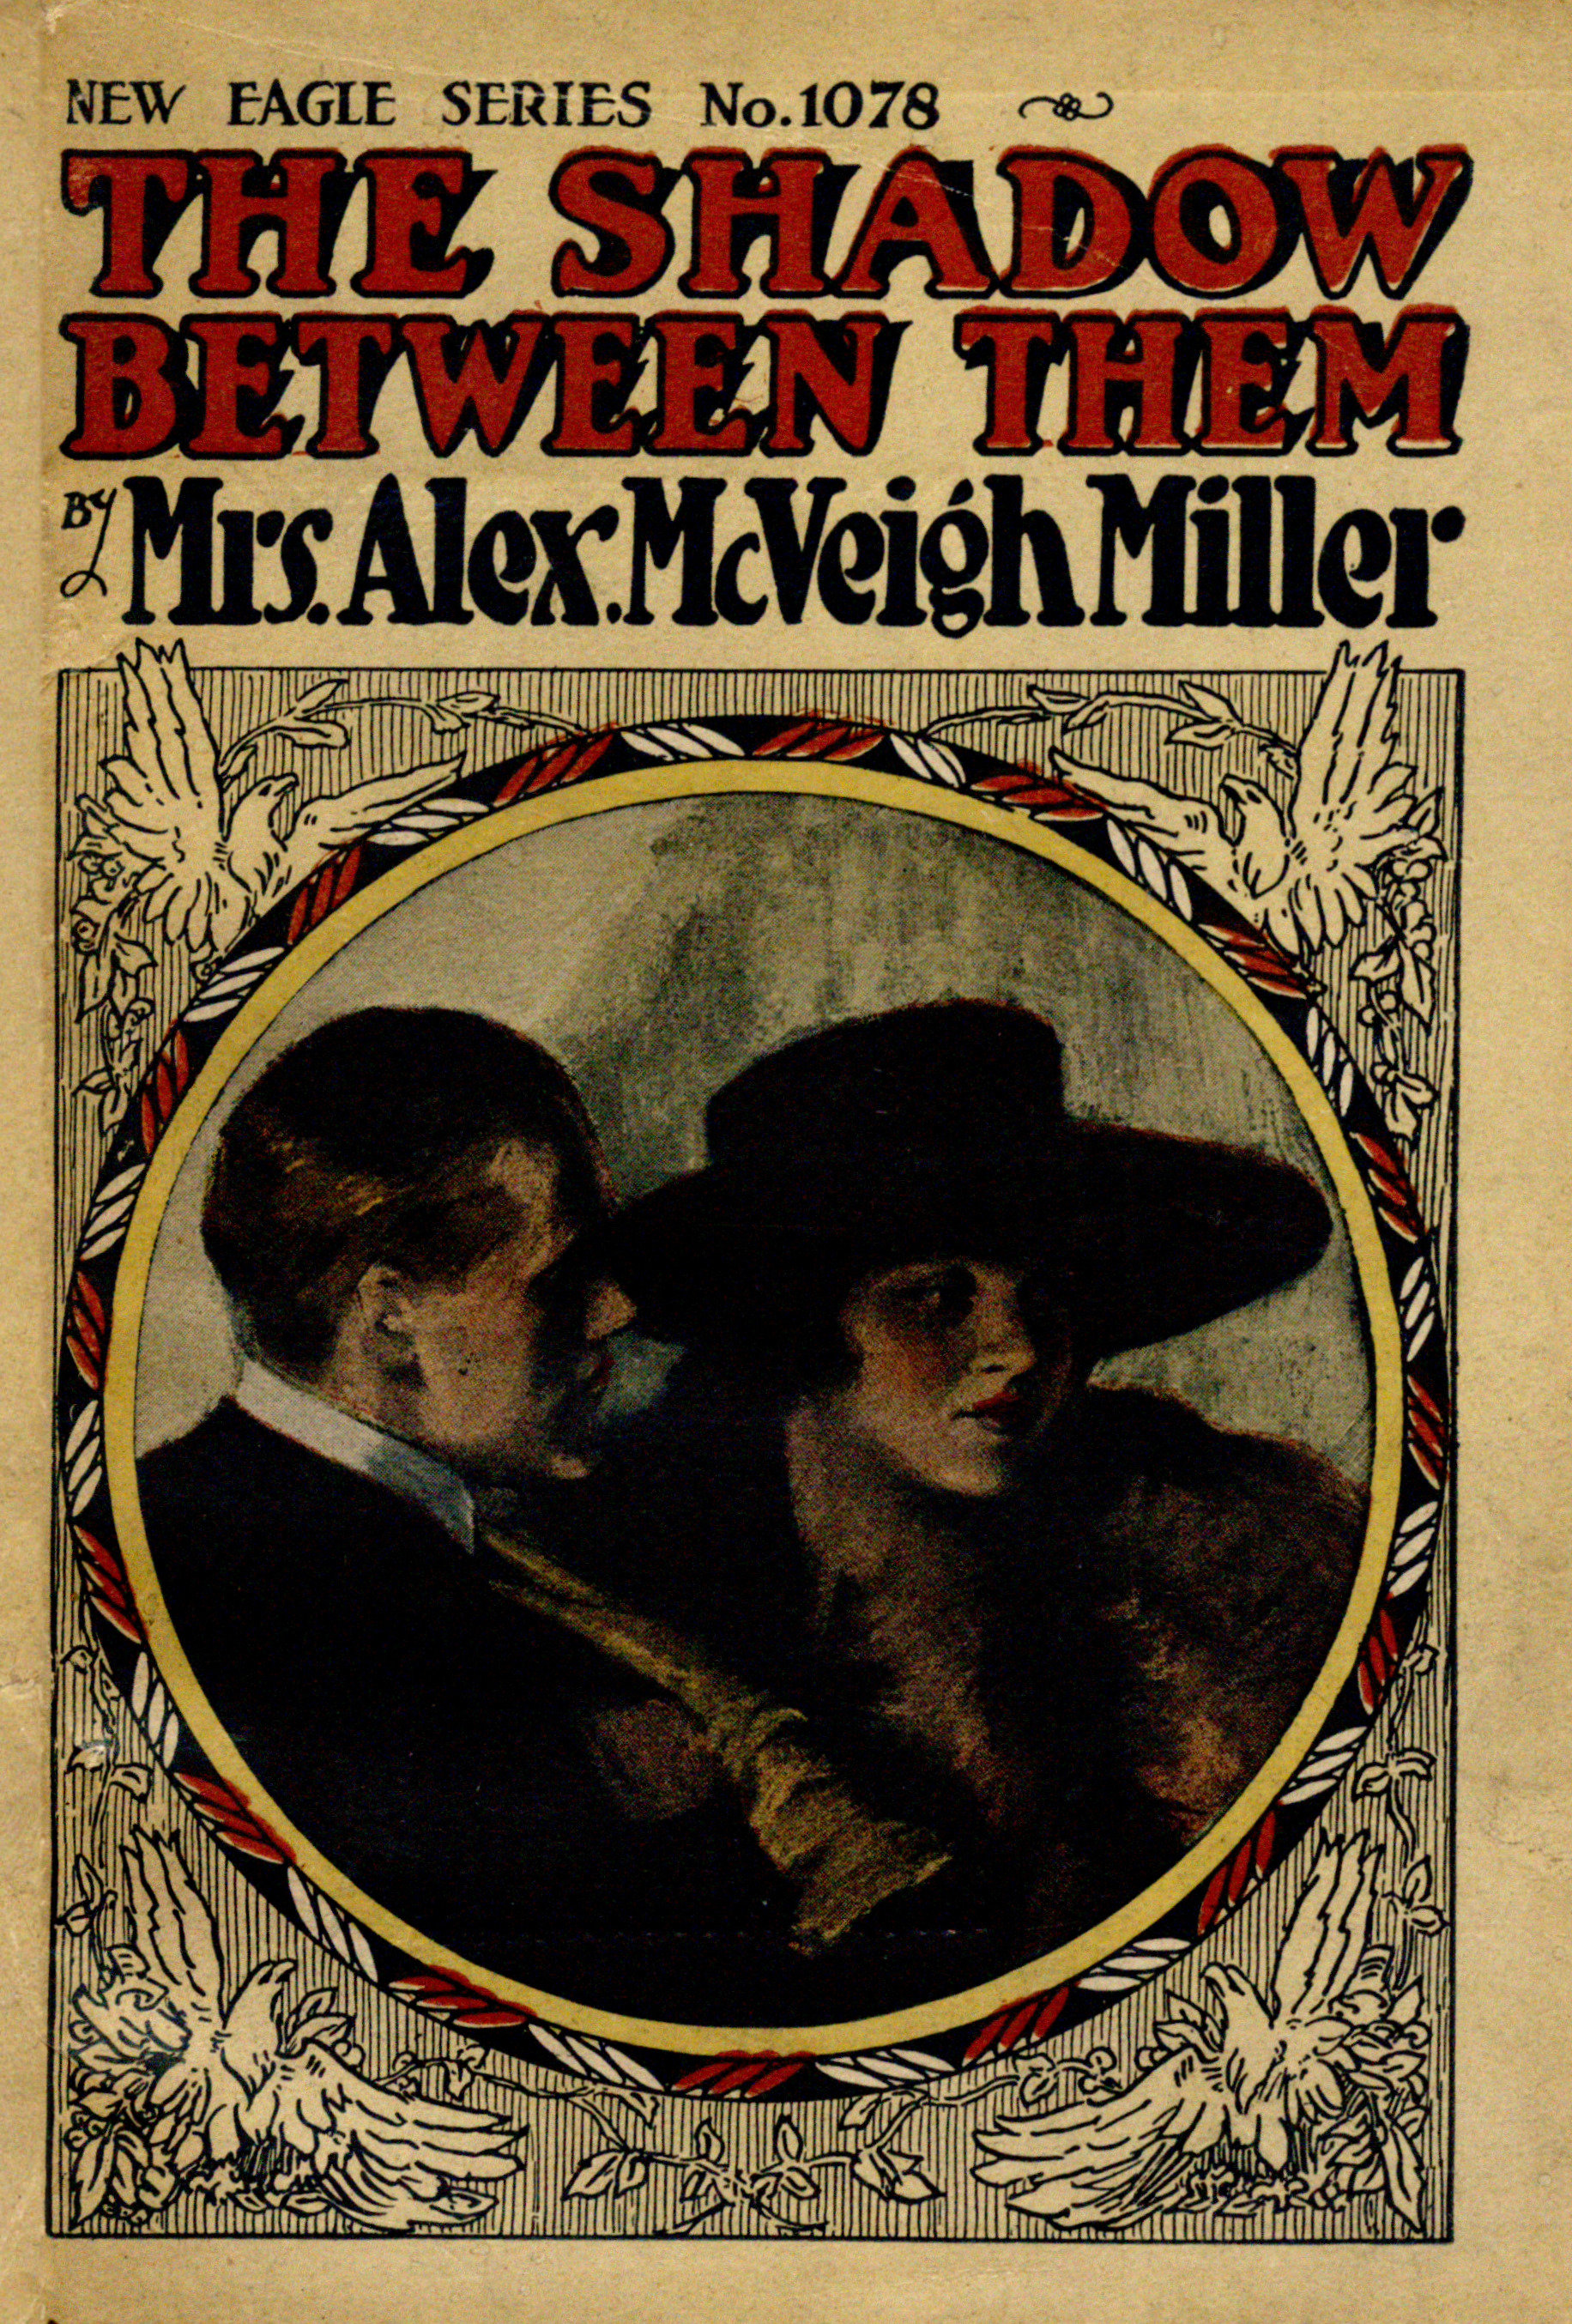 NEW EAGLE SERIES No. 1078
THE SHADOW
BETWEEN THEM
By Mrs. Alex. McVeigh Miller